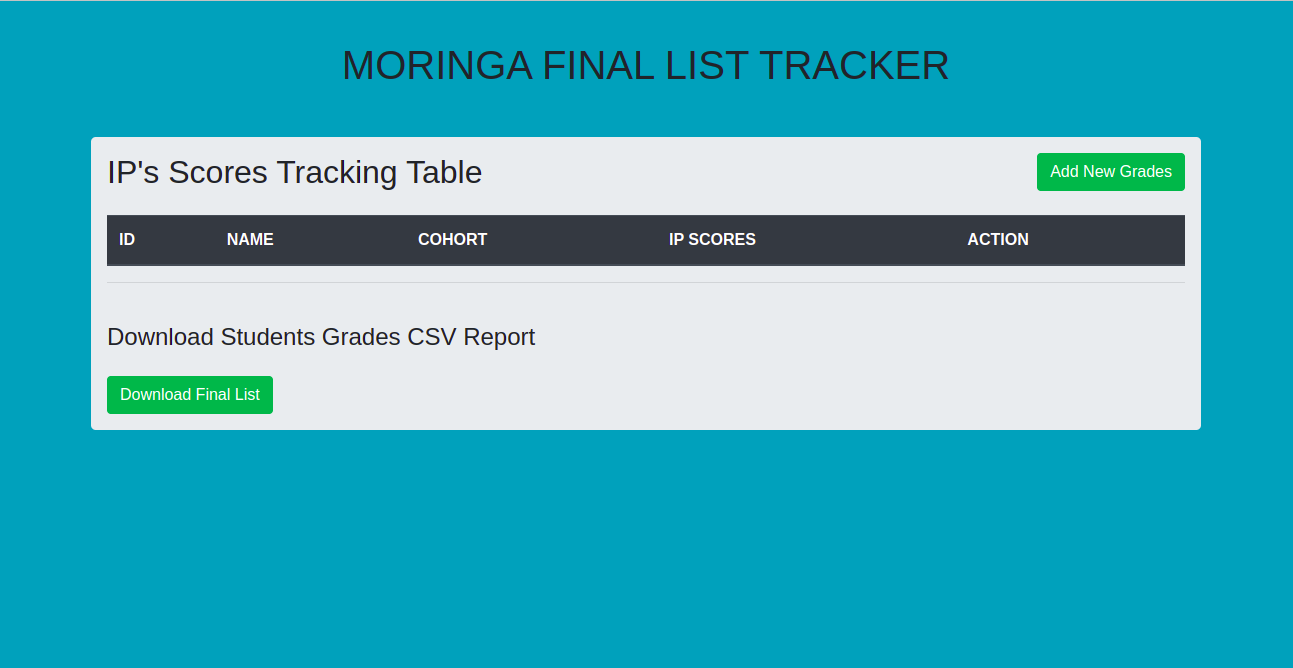 MORINGA FINAL LIST TRACKER
IP's Scores Tracking Table
Add New Grades
ID NAME COHORT IP SCORES ACTION
Download Students Grades CSV Report
Download Final List